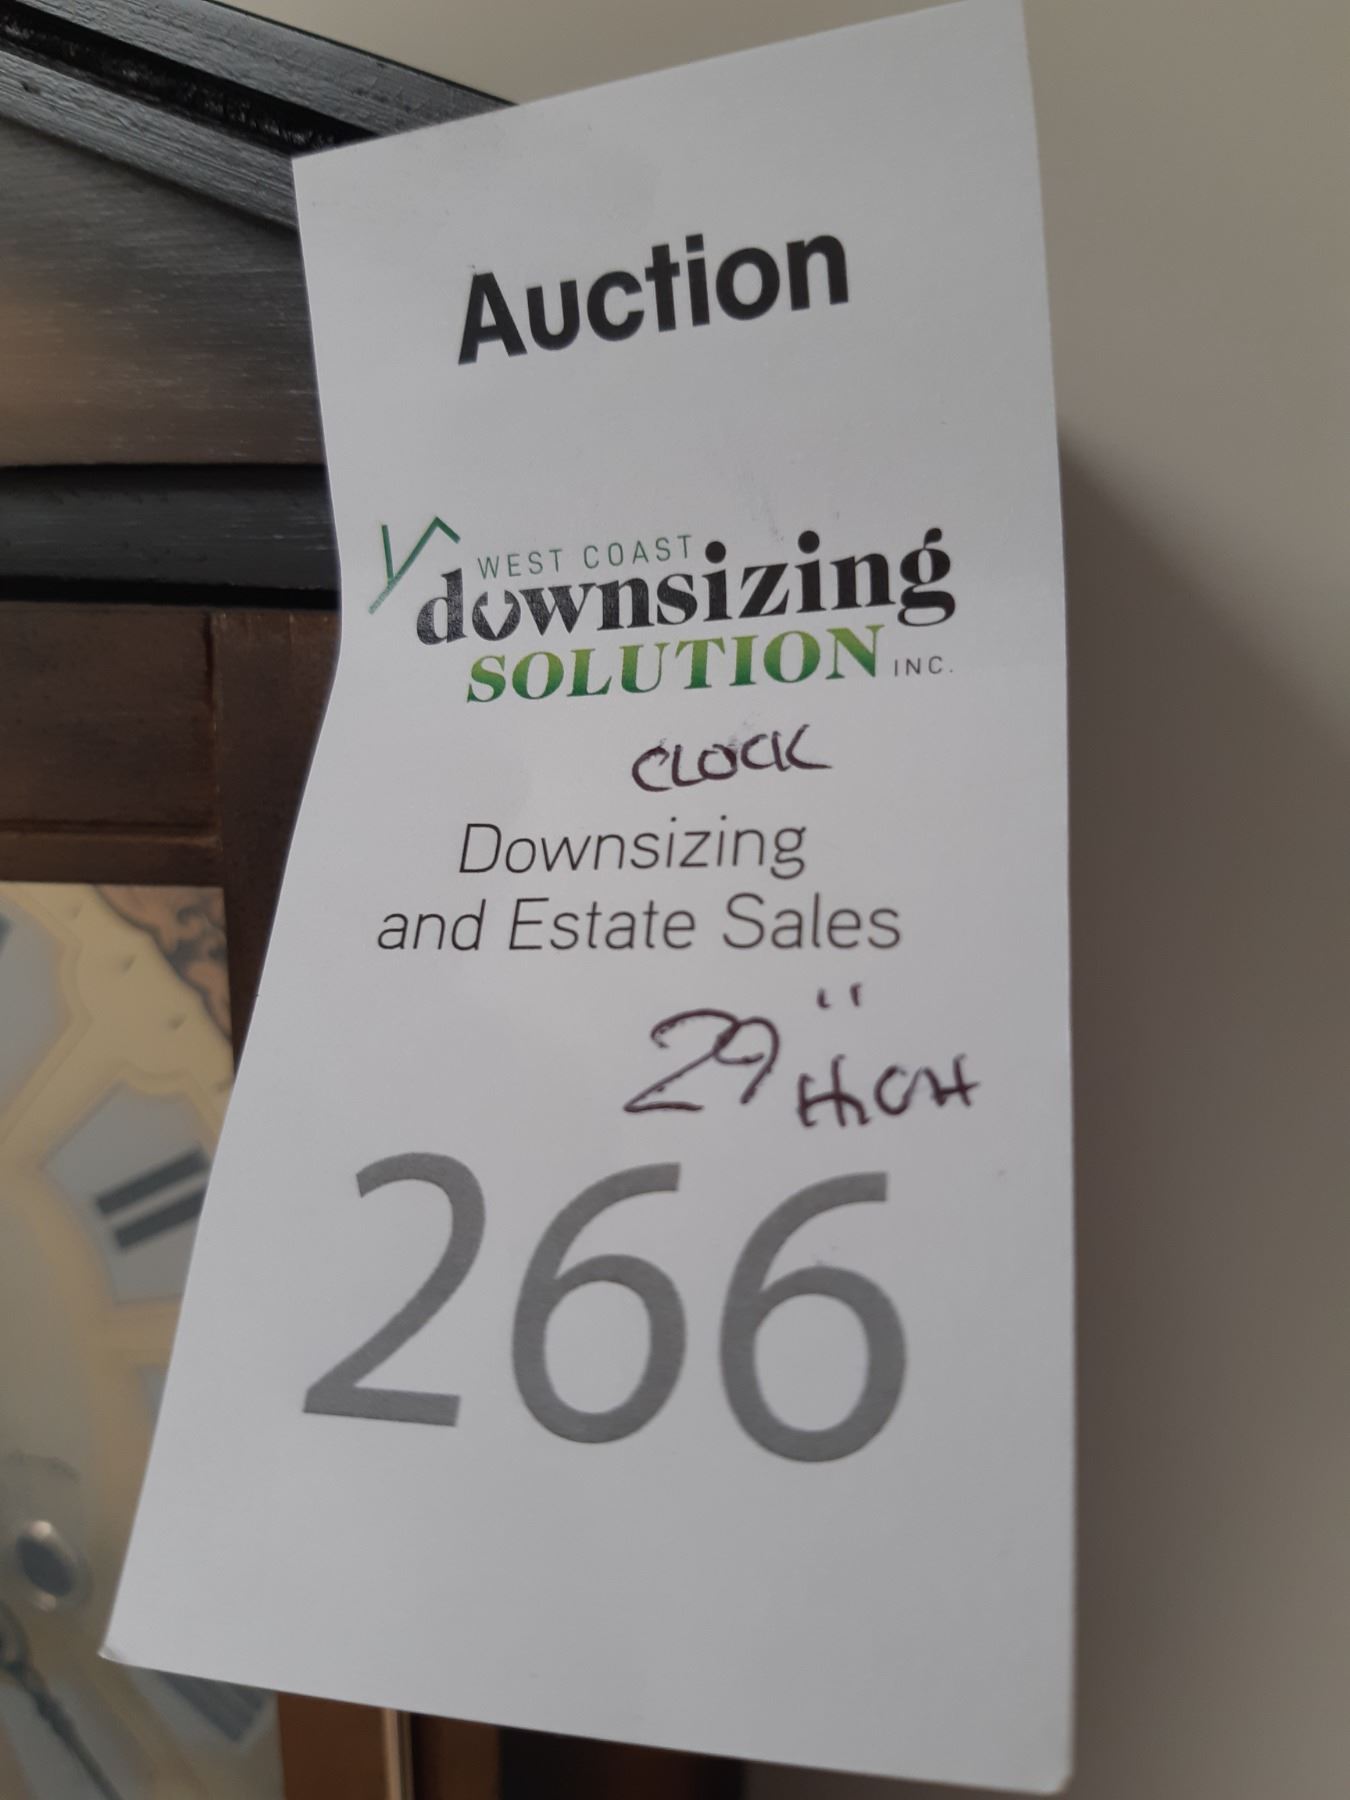 Auction
WEST COAST
downsizing
SOLUTION INC.
CLOCK
Downsizing
and Estate Sales
29" HIGH
266